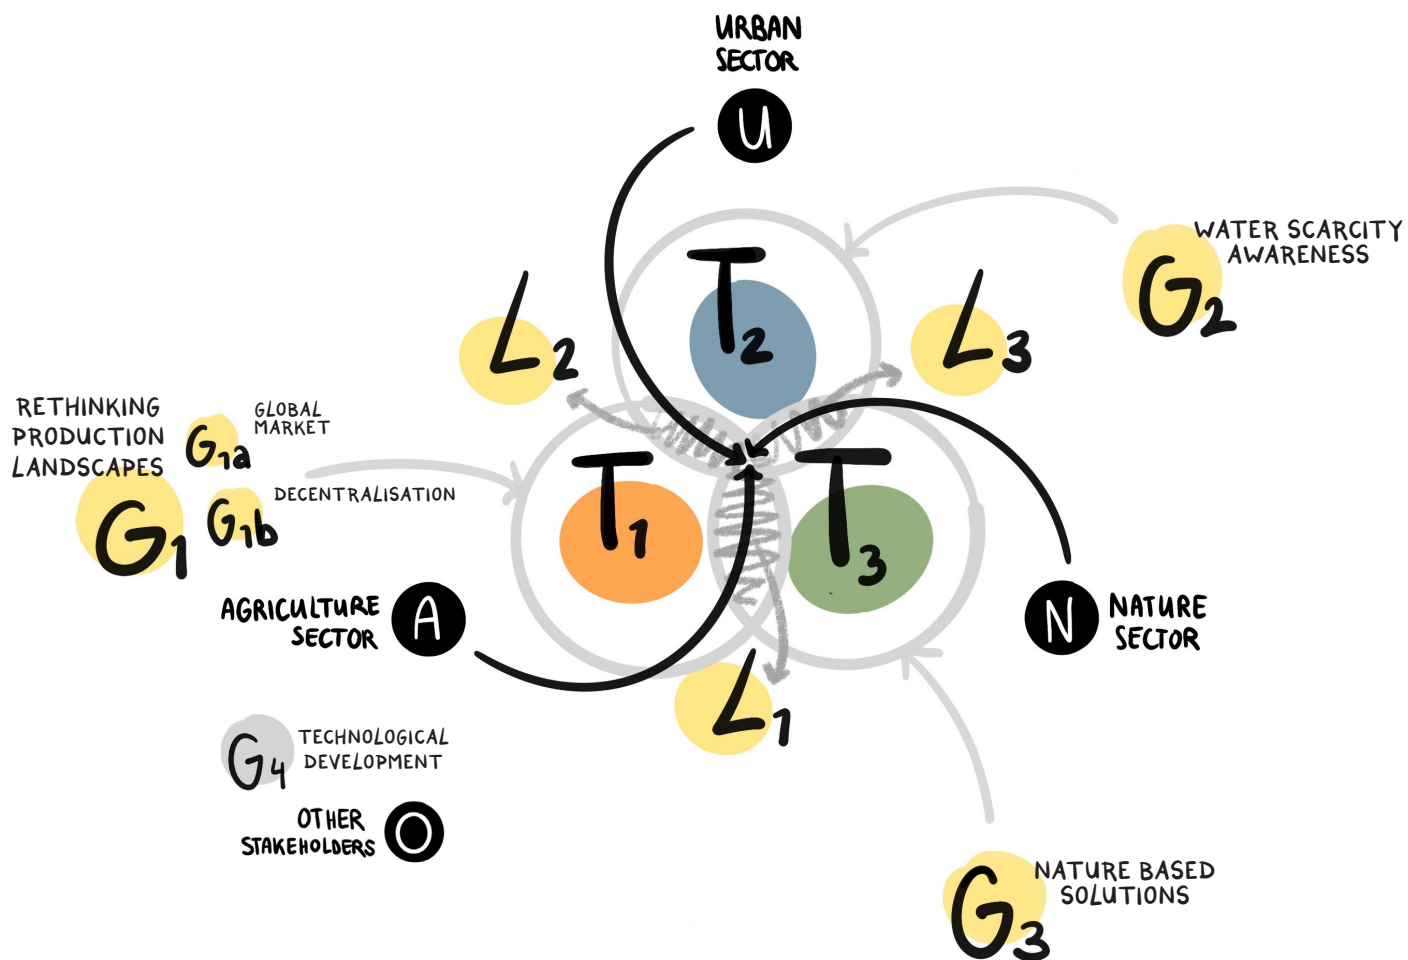 URBAN
SECTOR
U
WATER SCARCITY
AWARENESS
G2
T2
L2
L3
RETHINKING
PRODUCTION
LANDSCAPES
G1
G1a
GLOBAL
MARKET
G1b
DECENTRALISATION
T1
T3
AGRICULTURE
SECTOR
A
N
NATURE
SECTOR
L1
G4
TECHNOLOGICAL
DEVELOPMENT
OTHER
STAKEHOLDERS
O
G3
NATURE BASED
SOLUTIONS